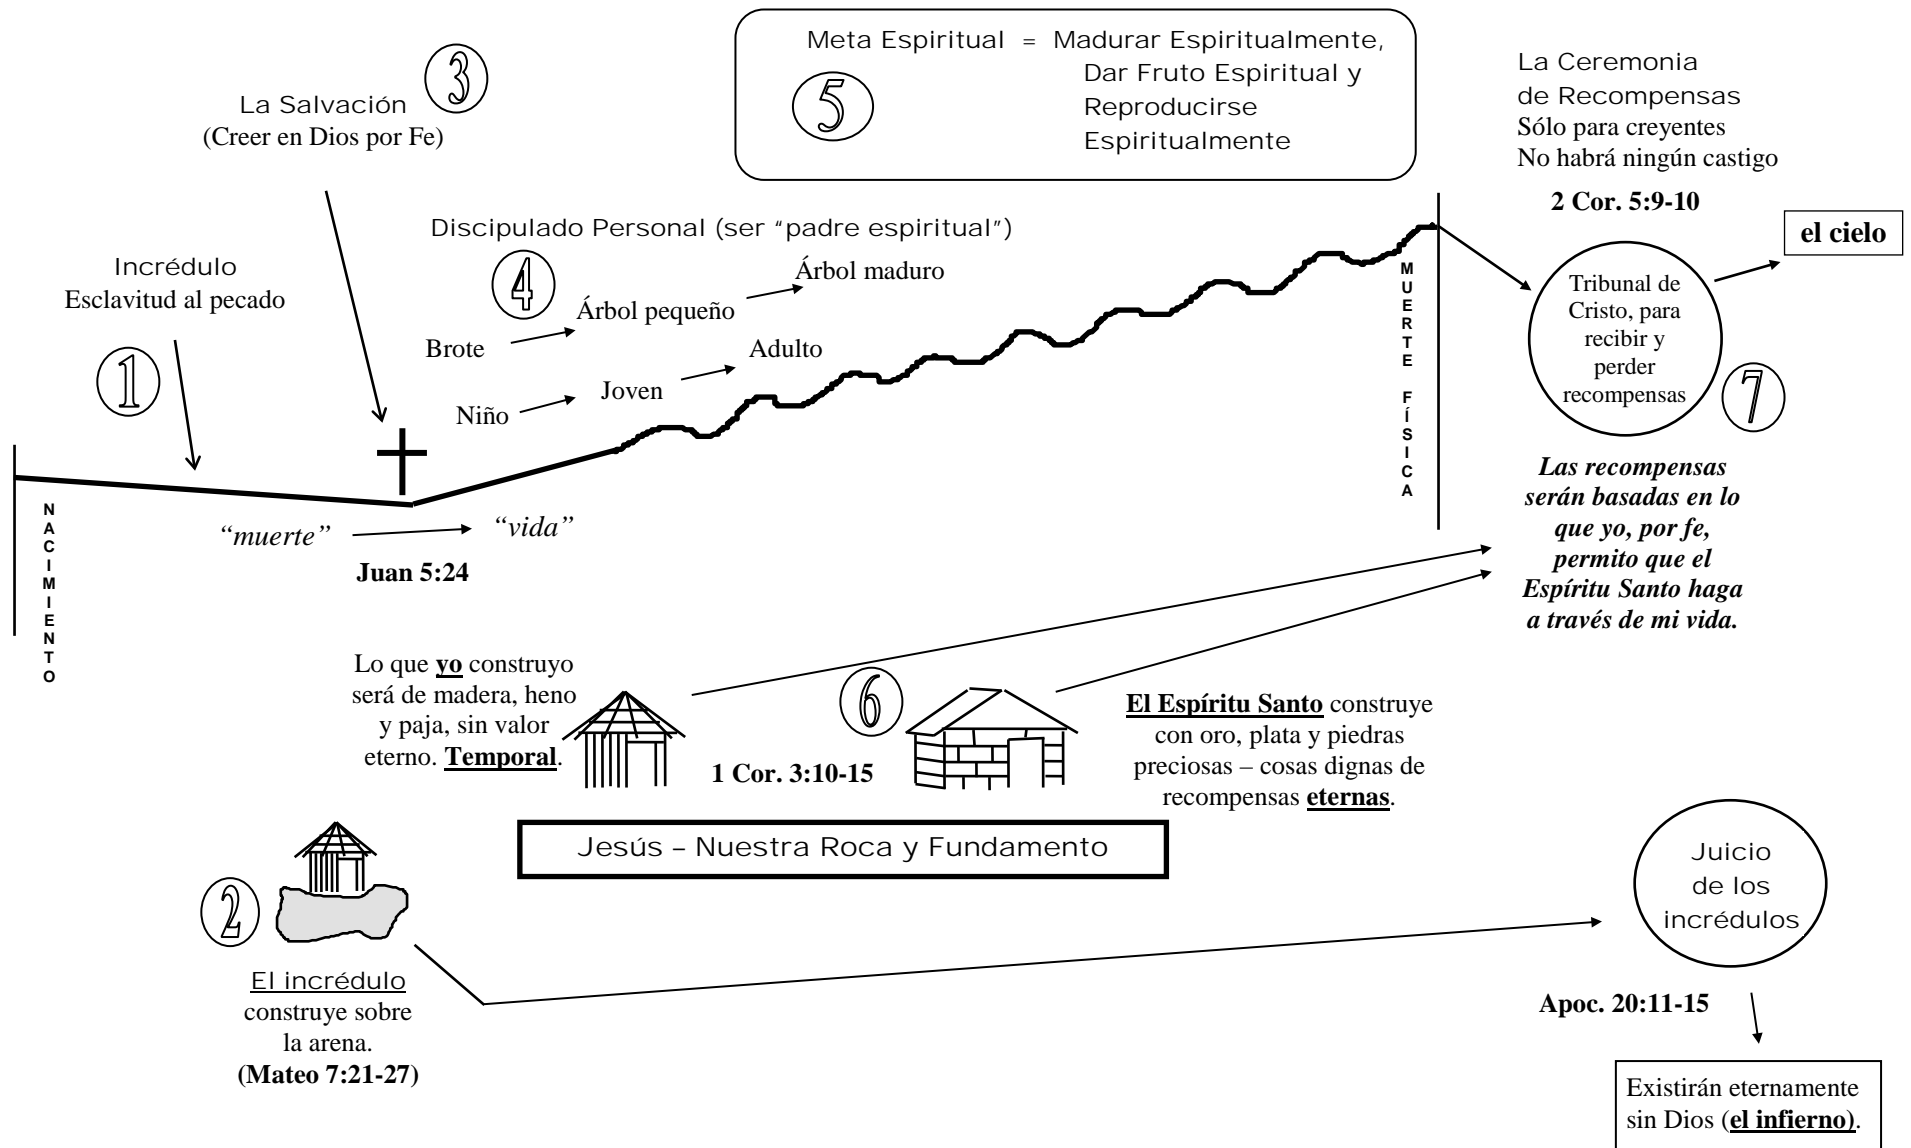 Meta Espiritual = Madurar Espiritualmente,
Dar Fruto Espiritual y
Reproducirse
Espiritualmente
5
La Salvación
(Creer en Dios por Fe)
3
La Ceremonia
de Recompensas
Sólo para creyentes
No habrá ningún castigo
2 Cor. 5:9-10
el cielo
Discipulado Personal (ser “padre espiritual”)
4
Brote
Árbol pequeño
Árbol maduro
Niño
Joven
Adulto
Incrédulo
Esclavitud al pecado
1
NACIMIENTO
“muerte”
“vida”
Juan 5:24
MUERTE FÍSICA
Tribunal de
Cristo, para
recibir y
perder
recompensas
7
Las recompensas
serán basadas en lo
que yo, por fe,
permito que el
Espíritu Santo haga
a través de mi vida.
Lo que yo construyo
será de madera, heno
y paja, sin valor
eterno. Temporal.
1 Cor. 3:10-15
6
El Espíritu Santo construye
con oro, plata y piedras
preciosas – cosas dignas de
recompensas eternas.
Jesús – Nuestra Roca y Fundamento
2
El incrédulo
construye sobre
la arena.
(Mateo 7:21-27)
Juicio
de los
incrédulos
Apoc. 20:11-15
Existirán eternamente
sin Dios (el infierno).